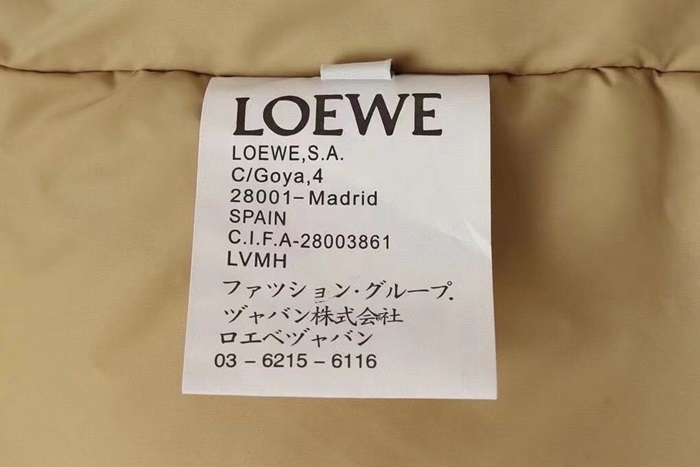 LOEWE
LOEWE,S.A.
C/Goya,4
28001-Madrid
SPAIN
C.I.F.A-28003861
LVMH
ファツション・グループ.
ヅャバン株式会社
ロエベヅャバン
03-6215-6116